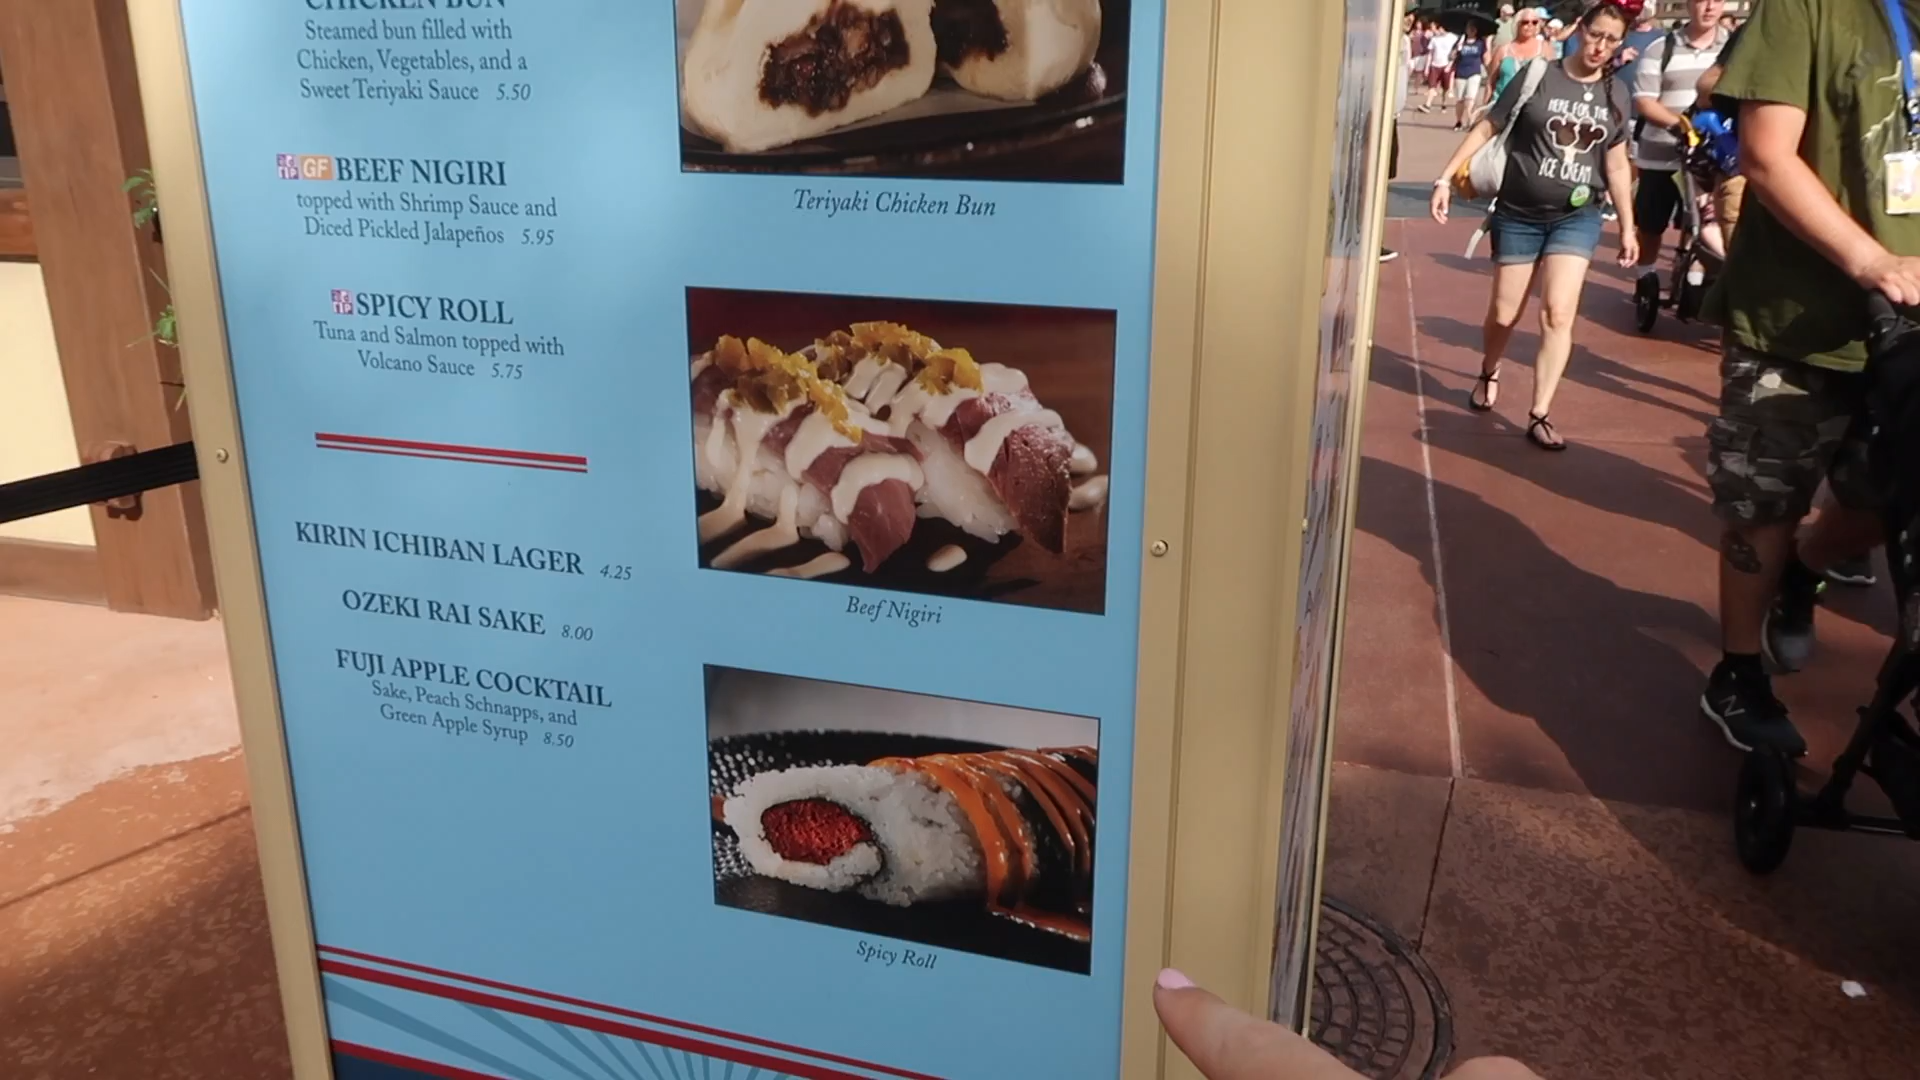 CHICKEN BUN
Steamed bun filled with
Chicken, Vegetables, and a
Sweet Teriyaki Sauce 5.50
GF BEEF NIGIRI
topped with Shrimp Sauce and
Diced Pickled Jalapeños 5.95
SPICY ROLL
Tuna and Salmon topped with
Volcano Sauce 5.75
KIRIN ICHIBAN LAGER 4.25
OZEKI RAI SAKE 8.00
FUJI APPLE COCKTAIL
Sake, Peach Schnapps, and
Green Apple Syrup 8.50
Teriyaki Chicken Bun
Beef Nigiri
Spicy Roll
HERE FOR THE
ICE CREAM
N